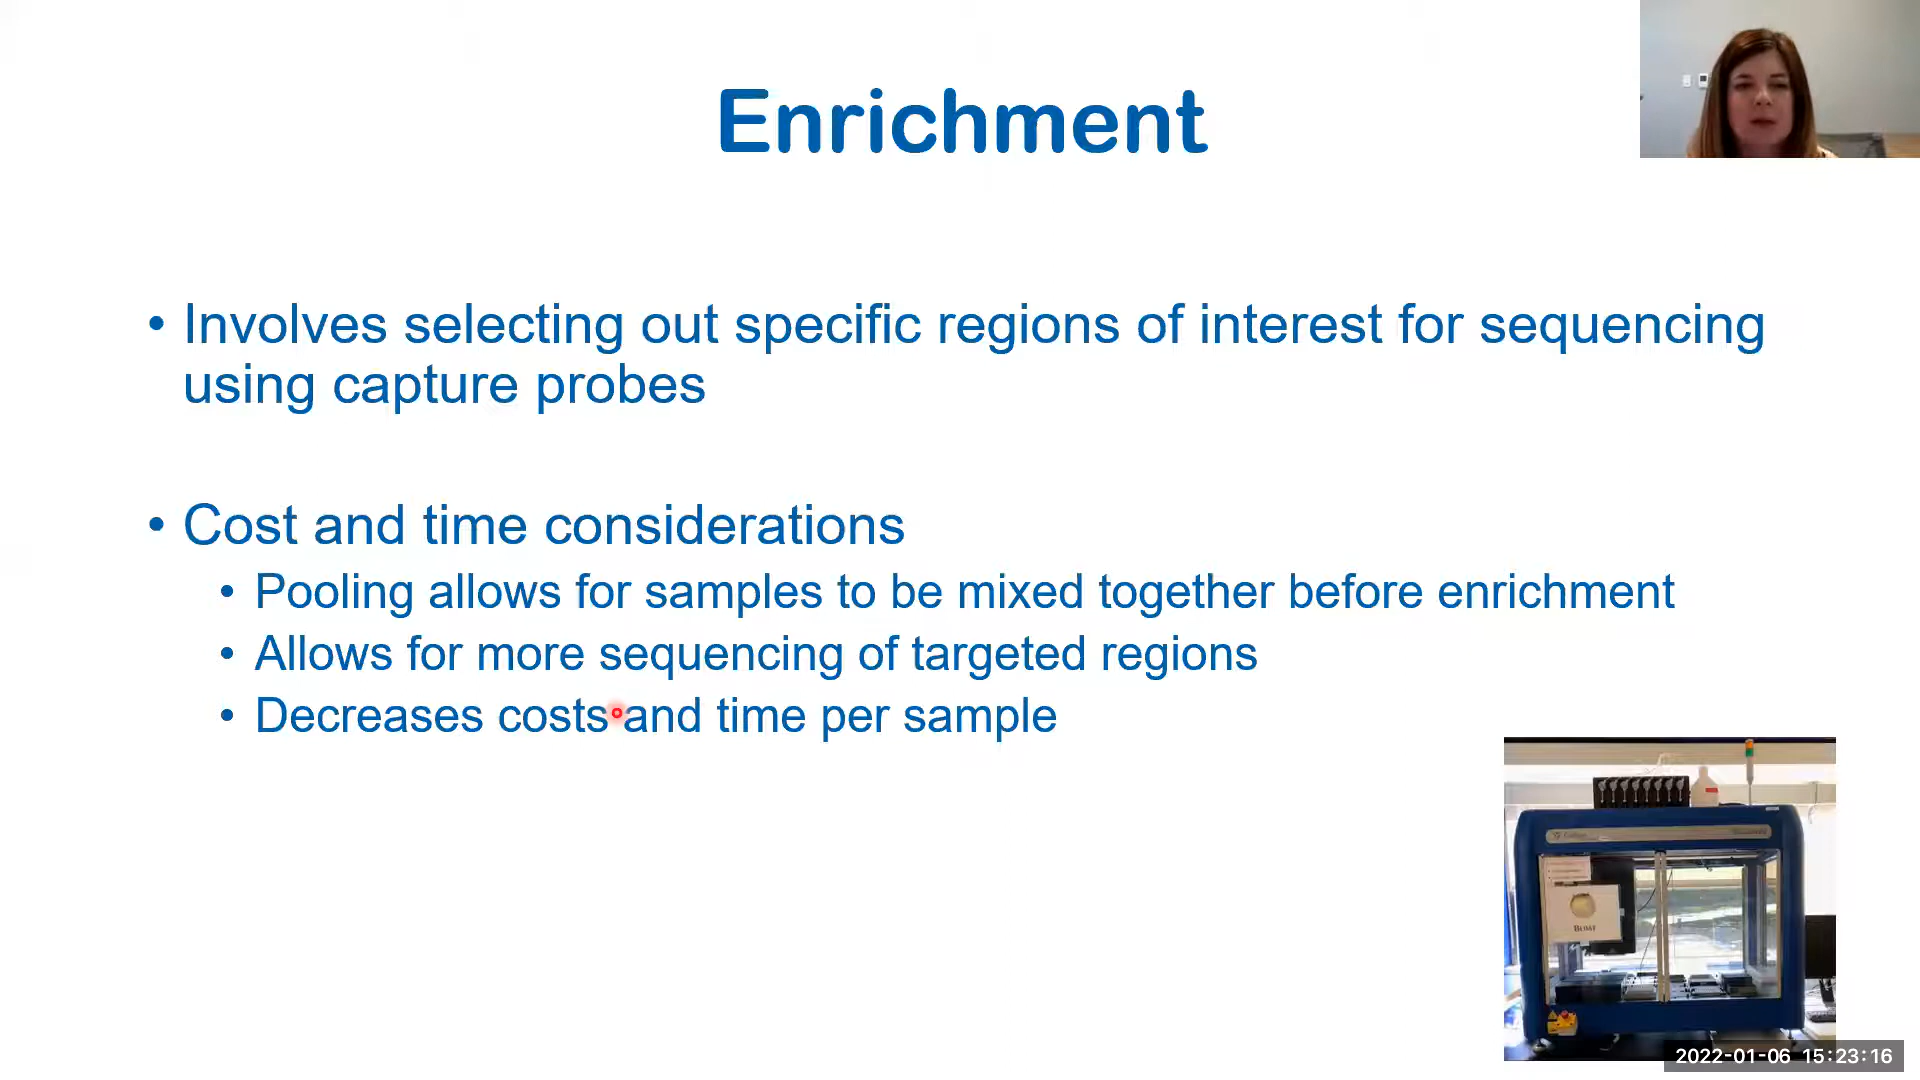 Enrichment
• Involves selecting out specific regions of interest for sequencing
using capture probes
• Cost and time considerations
• Pooling allows for samples to be mixed together before enrichment
• Allows for more sequencing of targeted regions
• Decreases costs and time per sample
2022-01-06 15:23:16